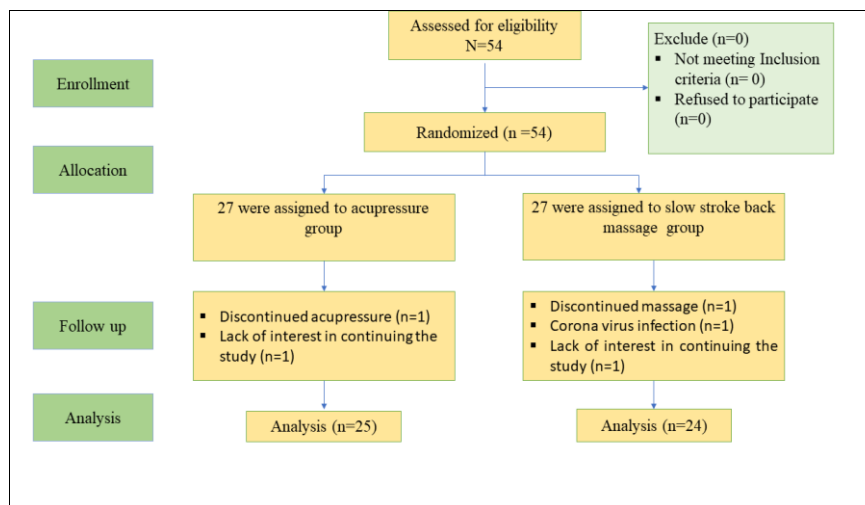 Assessed for eligibility
N=54
Exclude (n=0)
▪ Not meeting Inclusion
criteria (n= 0)
▪ Refused to participate
(n=0)
Enrollment
Randomized (n =54)
Allocation
27 were assigned to acupressure
group
27 were assigned to slow stroke back
massage group
Follow up
▪ Discontinued acupressure (n=1)
▪ Lack of interest in continuing the
study (n=1)
▪ Discontinued massage (n=1)
▪ Corona virus infection (n=1)
▪ Lack of interest in continuing the
study (n=1)
Analysis
Analysis (n=25)
Analysis (n=24)